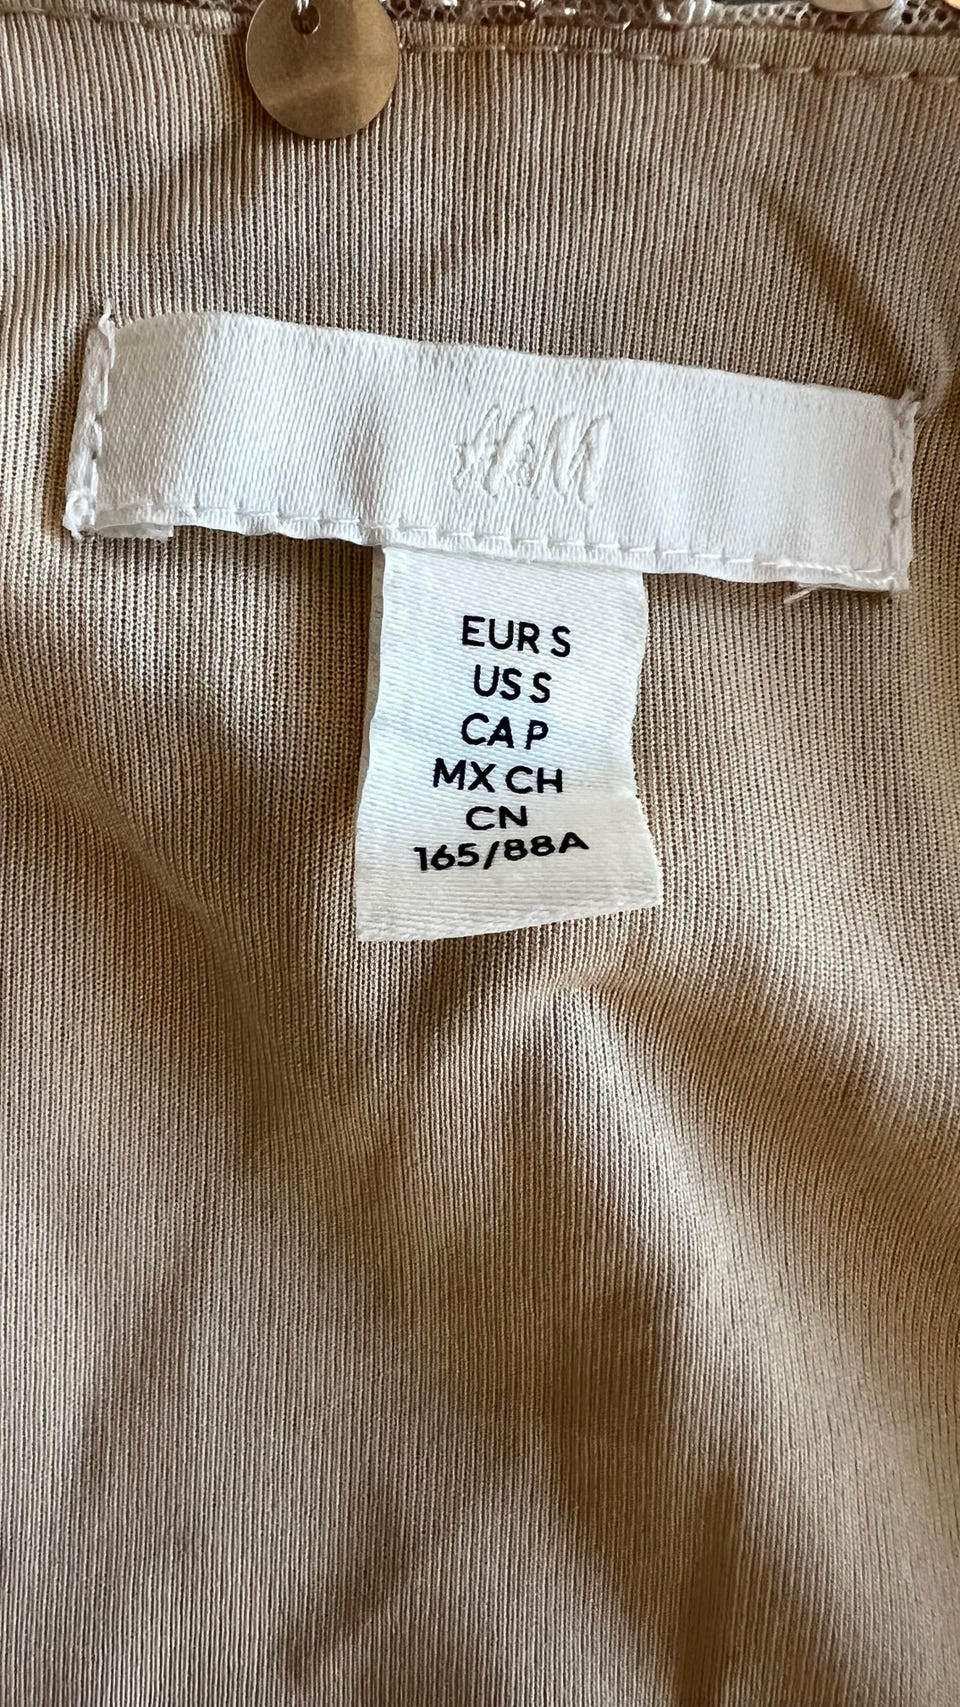 H&M
EUR S
US S
CA P
MX CH
CN
165/88A